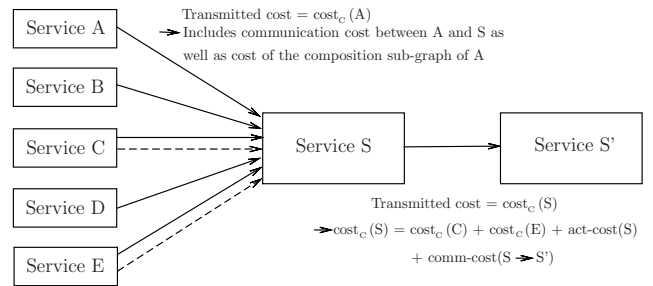 Transmitted cost = cost_C (A)
Service A
Includes communication cost between A and S as
well as cost of the composition sub-graph of A
Service B
Service C
Service S
Service S'
Service D
Transmitted cost = cost_C (S)
cost_C (S) = cost_C (C) + cost_C (E) + act-cost(S)
Service E
+ comm-cost(S → S')